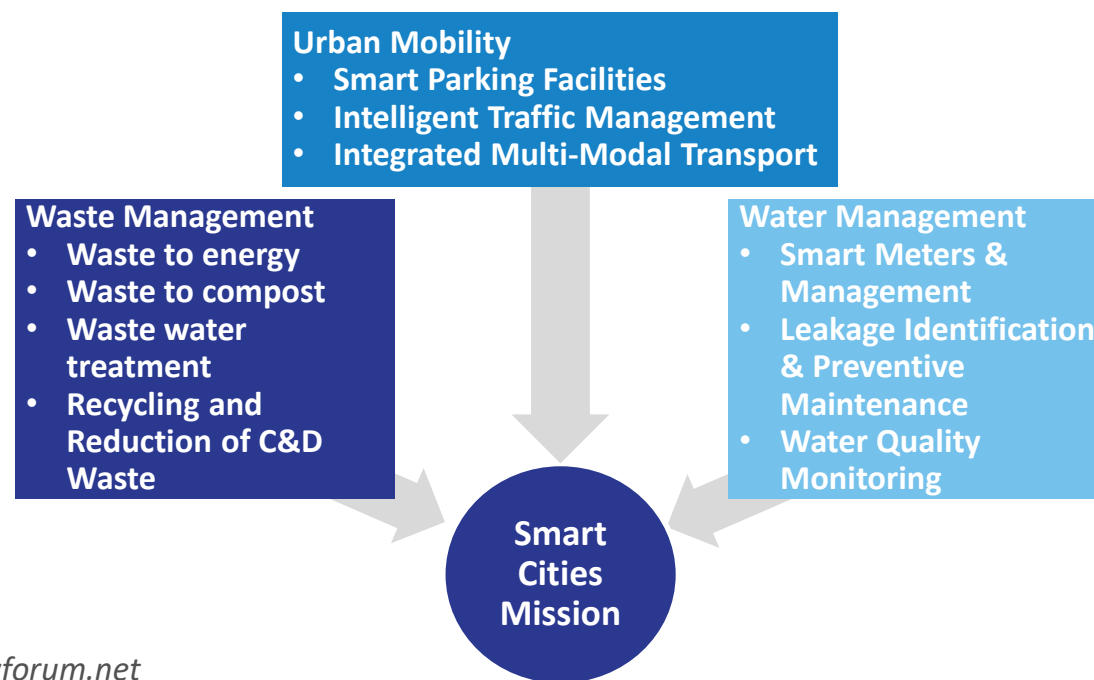 Urban Mobility
• Smart Parking Facilities
• Intelligent Traffic Management
• Integrated Multi-Modal Transport
Waste Management
• Waste to energy
• Waste to compost
• Waste water
treatment
• Recycling and
Reduction of C&D
Waste
Water Management
• Smart Meters &
Management
• Leakage Identification
& Preventive
Maintenance
• Water Quality
Monitoring
Smart
Cities
Mission
forum.net